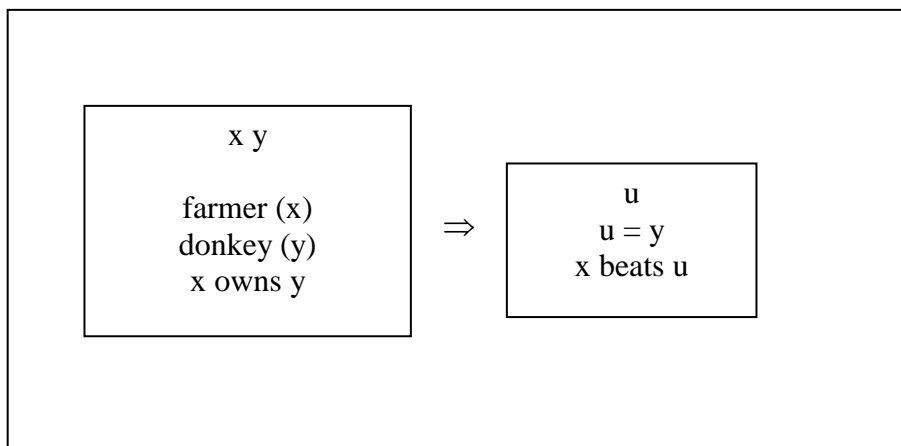 x y
farmer (x)
donkey (y)
x owns y
⇒
u
u = y
x beats u